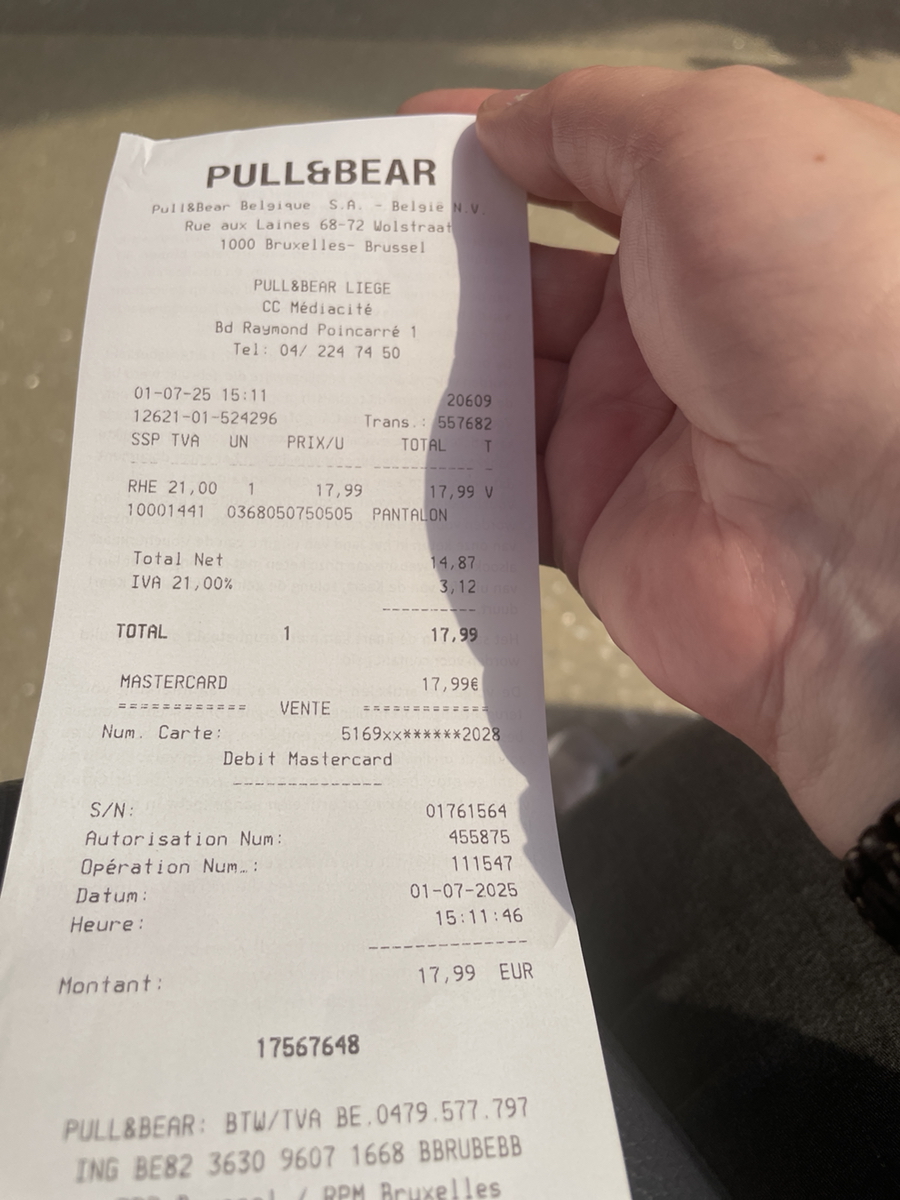 PULL&BEAR
Pull&Bear Belgique S.A. - België N.V.
Rue aux Laines 68-72 Wolstraat
1000 Bruxelles- Brussel
PULL&BEAR LIEGE
CC Médiacité
Bd Raymond Poincarré 1
Tel: 04/ 224 74 50
01-07-25 15:11 20609
12621-01-524296 Trans.: 557682
SSP TVA UN PRIX/U TOTAL T
RHE 21,00 1 17,99 17,99 V
10001441 0368050750505 PANTALON
Total Net 14,87
IVA 21,00% 3,12
TOTAL 1 17,99
MASTERCARD 17,99€
============ VENTE ============
Num. Carte: 5169xx******2028
Debit Mastercard
S/N: 01761564
Autorisation Num: 455875
Opération Num.: 111547
Datum: 01-07-2025
Heure: 15:11:46
Montant: 17,99 EUR
17567648
PULL&BEAR: BTW/TVA BE.0479.577.797
ING BE82 3630 9607 1668 BBRUBEBB
/ RPM Bruxelles